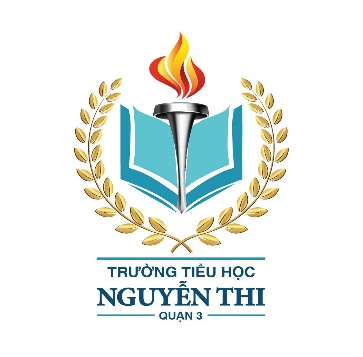 TRƯỜNG TIỂU HỌC
NGUYỄN THI
QUẬN 3